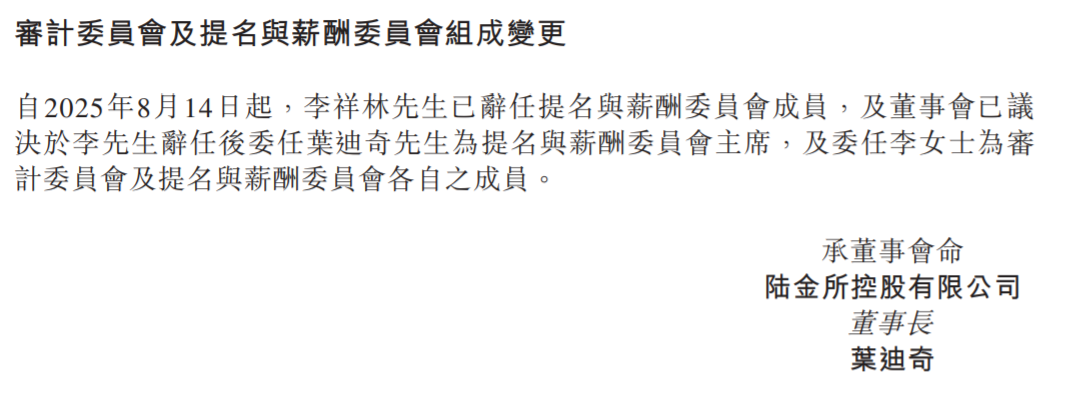 審計委員會及提名與薪酬委員會組成變更
自2025年8月14日起，李祥林先生已辭任提名與薪酬委員會成員，及董事會已議
決於李先生辭任後委任葉迪奇先生為提名與薪酬委員會主席，及委任李女士為審
計委員會及提名與薪酬委員會各自之成員。
承董事會命
陆金所控股有限公司
董事長
葉迪奇